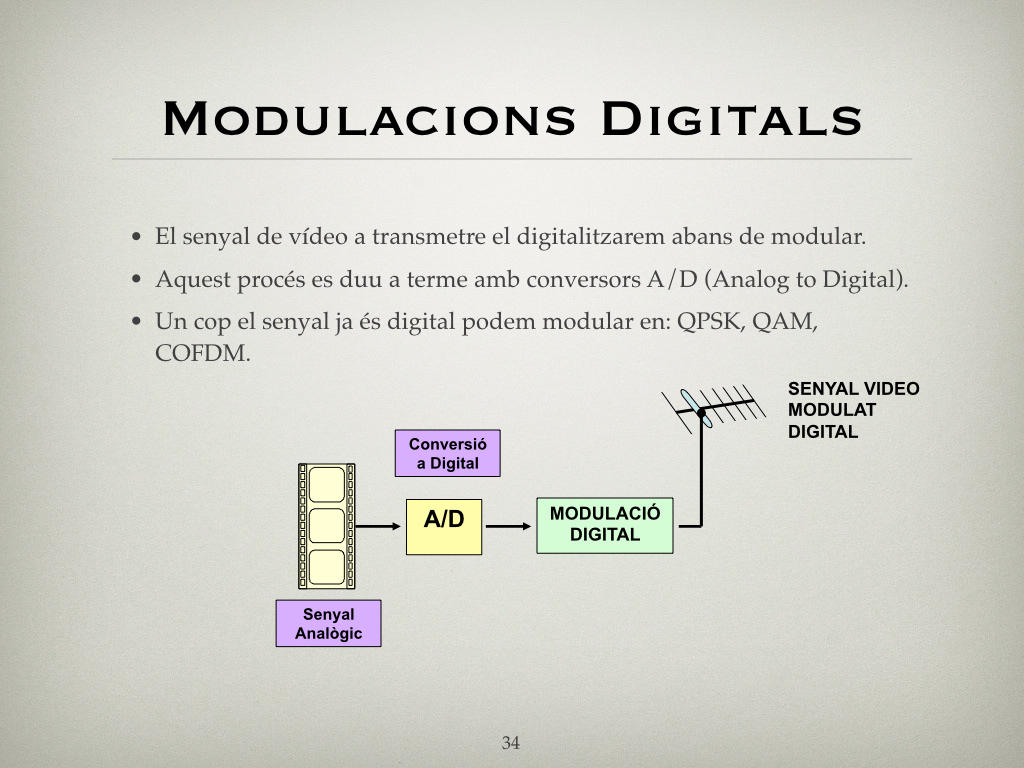 Modulacions Digitals
• El senyal de vídeo a transmetre el digitalitzarem abans de modular.
• Aquest procés es duu a terme amb conversors A/D (Analog to Digital).
• Un cop el senyal ja és digital podem modular en: QPSK, QAM,
COFDM.
SENYAL VIDEO
MODULAT
DIGITAL
Conversió
a Digital
A/D
MODULACIÓ
DIGITAL
Senyal
Analògic
34